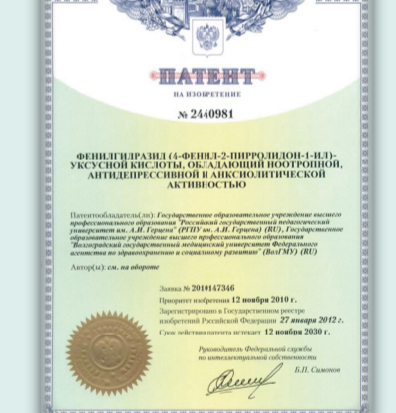 ПАТЕНТ
НА ИЗОБРЕТЕНИЕ
№ 2440981
ФЕНИЛГИДРАЗИД (4-ФЕНИЛ-2-ПИРРОЛИДОН-1-ИЛ)-
УКСУСНОЙ КИСЛОТЫ, ОБЛАДАЮЩИЙ НООТРОПНОЙ,
АНТИДЕПРЕССИВНОЙ И АНКСИОЛИТИЧЕСКОЙ
АКТИВНОСТЬЮ
Патентообладатель(ли): Государственное образовательное учреждение высшего
профессионального образования "Российский государственный педагогический
университет им. А.И. Герцена" (РГПУ им. А.И. Герцена) (RU), Государственное
образовательное учреждение высшего профессионального образования
"Волгоградский государственный медицинский университет Федерального
агентства по здравоохранению и социальному развитию" (ВолГМУ) (RU)
Автор(ы): см. на обороте
Заявка № 2010147346
Приоритет изобретения 12 ноября 2010 г.
Зарегистрировано в Государственном реестре
изобретений Российской Федерации 27 января 2012 г.
Срок действия патента истекает 12 ноября 2030 г.
Руководитель Федеральной службы
по интеллектуальной собственности
Б.П. Симонов